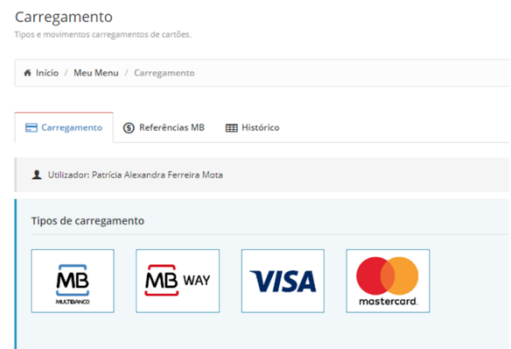 Carregamento
Tipos e movimentos carregamentos de cartões.
Início / Meu Menu / Carregamento
Carregamento Referências MB Histórico
Utilizador: Patrícia Alexandra Ferreira Mota
Tipos de carregamento
MB MB WAY VISA
MULTIBANCO mastercard